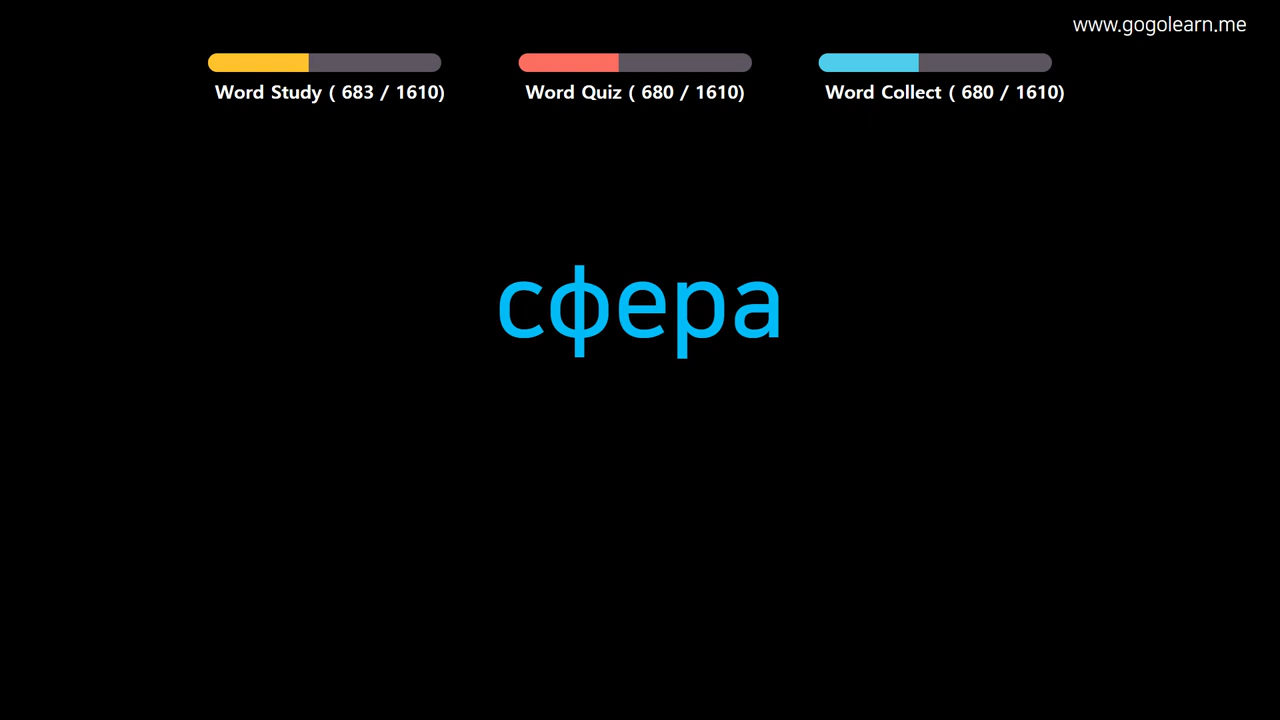 www.gogolearn.me
Word Study ( 683 / 1610)
Word Quiz ( 680 / 1610)
Word Collect ( 680 / 1610)
сфера